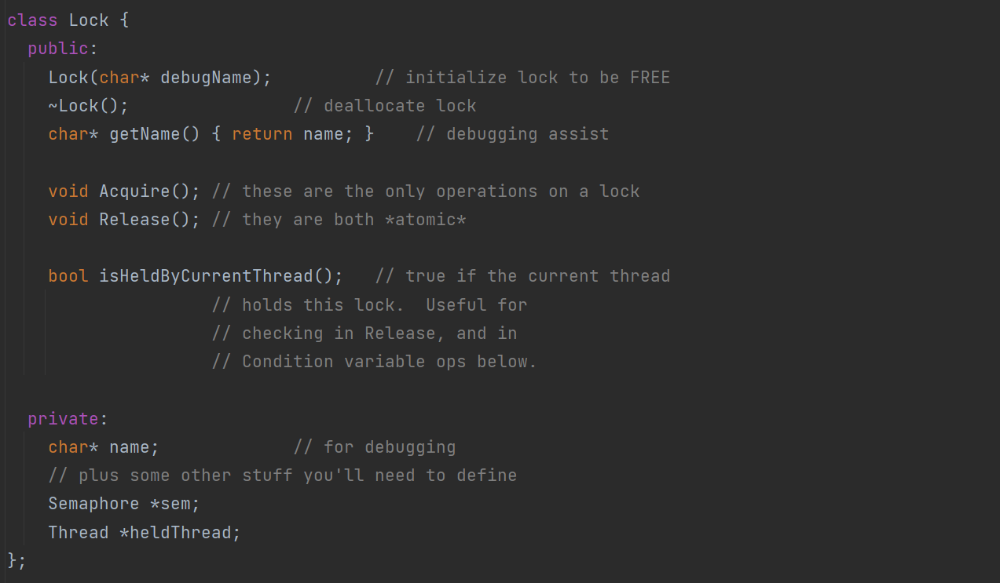 class Lock {
  public:
    Lock(char* debugName);          // initialize lock to be FREE
    ~Lock();                // deallocate lock
    char* getName() { return name; }    // debugging assist

    void Acquire(); // these are the only operations on a lock
    void Release(); // they are both *atomic*

    bool isHeldByCurrentThread();   // true if the current thread
                    // holds this lock.  Useful for
                    // checking in Release, and in
                    // Condition variable ops below.

  private:
    char* name;             // for debugging
    // plus some other stuff you'll need to define
    Semaphore *sem;
    Thread *heldThread;
};